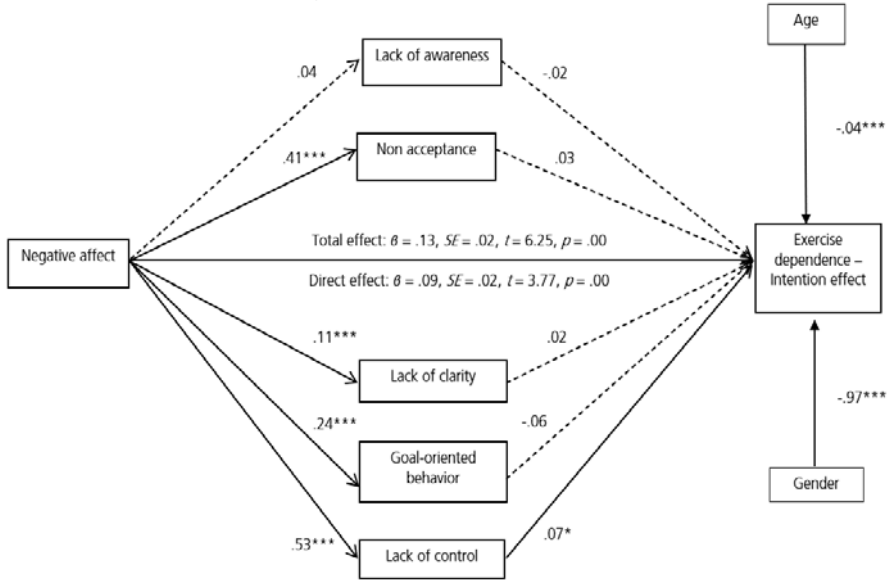 Age
Lack of awareness
.04
-.02
-.04***
Non acceptance
.41***
.03
Total effect: β = .13, SE = .02, t = 6.25, p = .00
Negative affect
Exercise
dependence –
Intention effect
Direct effect: β = .09, SE = .02, t = 3.77, p = .00
.11***
.02
Lack of clarity
-.97***
.24***
-.06
Goal-oriented
behavior
Gender
.53***
Lack of control
.07*